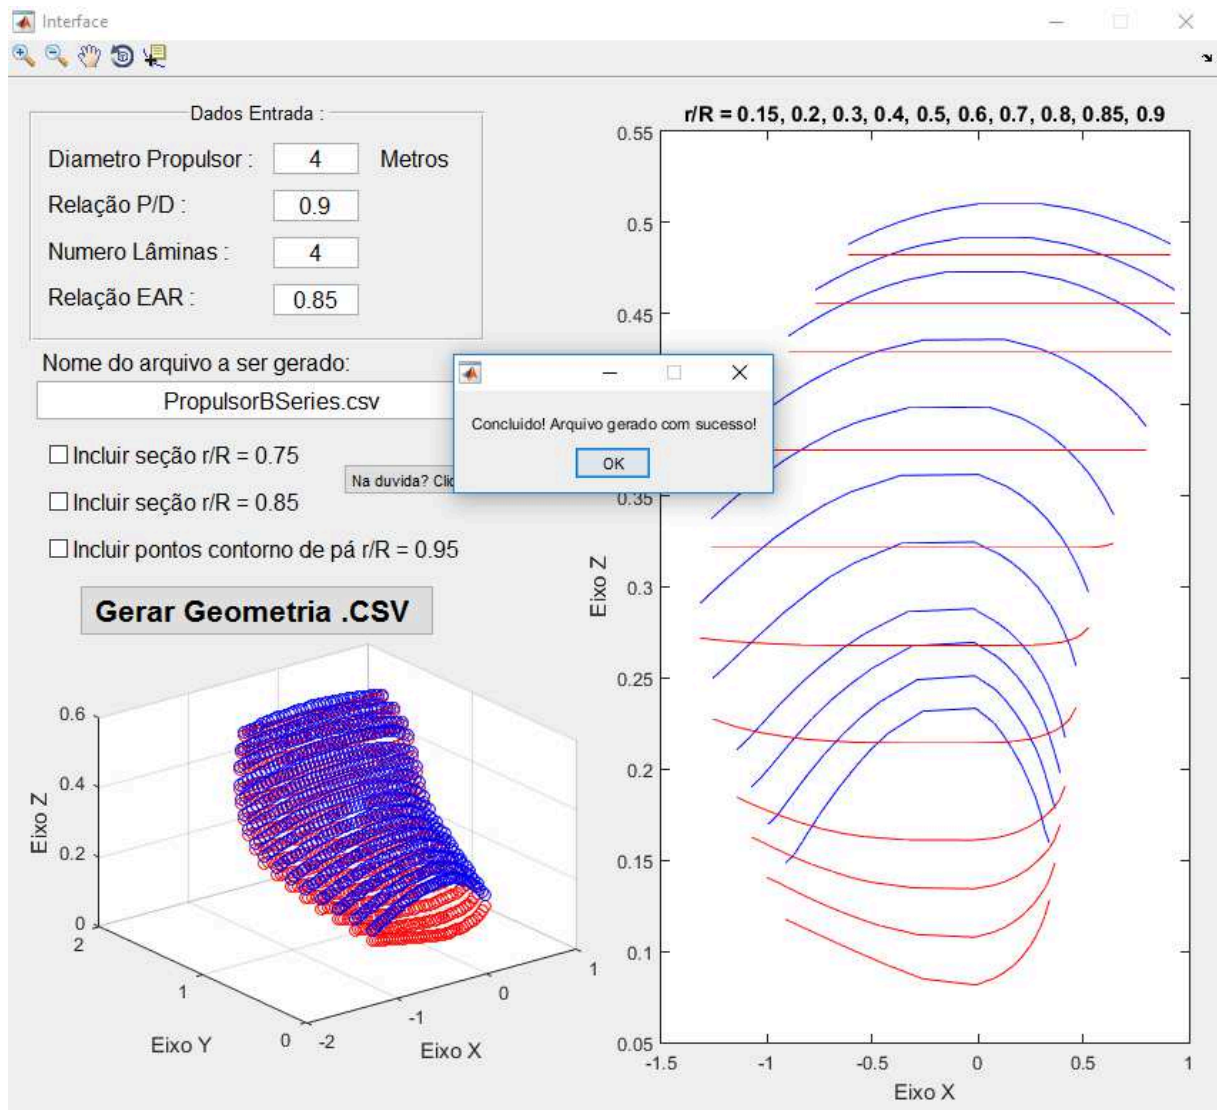 Interface
Dados Entrada :
Diametro Propulsor : 4 Metros
Relação P/D : 0.9
Numero Lâminas : 4
Relação EAR : 0.85
Nome do arquivo a ser gerado:
PropulsorBSeries.csv
Incluir seção r/R = 0.75
Na duvida? Clic
Incluir seção r/R = 0.85
Incluir pontos contorno de pá r/R = 0.95
Gerar Geometria .CSV
Concluido! Arquivo gerado com sucesso!
OK
0.6
0.4
0.2
0
Eixo Z
2
1
0
Eixo Y
-2
-1
0
1
Eixo X
r/R = 0.15, 0.2, 0.3, 0.4, 0.5, 0.6, 0.7, 0.8, 0.85, 0.9
0.55
0.5
0.45
0.35
0.3
0.25
0.2
0.15
0.1
0.05
Eixo Z
-1.5
-1
-0.5
0
0.5
1
Eixo X